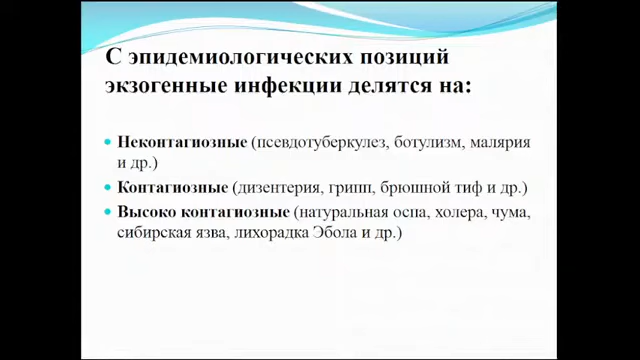 С эпидемиологических позиций
экзогенные инфекции делятся на:
Неконтагиозные (псевдотуберкулез, ботулизм, малярия
и др.)
Контагиозные (дизентерия, грипп, брюшной тиф и др.)
Высоко контагиозные (натуральная оспа, холера, чума,
сибирская язва, лихорадка Эбола и др.)